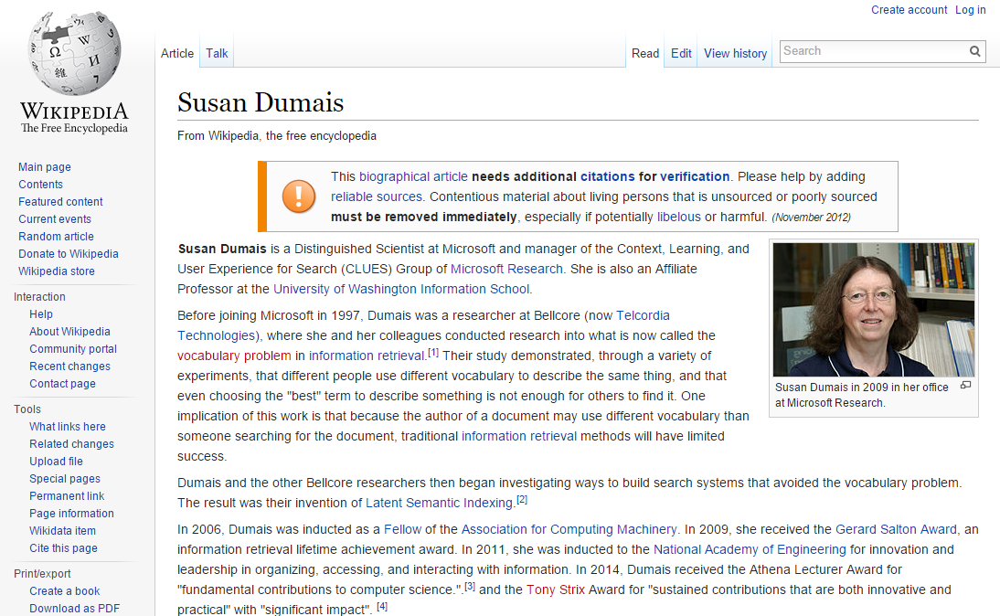 Create account Log in
Article Talk Read Edit View history Search
WIKIPEDIA
The Free Encyclopedia
Main page
Contents
Featured content
Current events
Random article
Donate to Wikipedia
Wikipedia store
Interaction
Help
About Wikipedia
Community portal
Recent changes
Contact page
Tools
What links here
Related changes
Upload file
Special pages
Permanent link
Page information
Wikidata item
Cite this page
Print/export
Create a book
Download as PDF
Susan Dumais
From Wikipedia, the free encyclopedia
This biographical article needs additional citations for verification. Please help by adding
reliable sources. Contentious material about living persons that is unsourced or poorly sourced
must be removed immediately, especially if potentially libelous or harmful. (November 2012)
Susan Dumais is a Distinguished Scientist at Microsoft and manager of the Context, Learning, and
User Experience for Search (CLUES) Group of Microsoft Research. She is also an Affiliate
Professor at the University of Washington Information School.
Before joining Microsoft in 1997, Dumais was a researcher at Bellcore (now Telcordia
Technologies), where she and her colleagues conducted research into what is now called the
vocabulary problem in information retrieval.[1] Their study demonstrated, through a variety of
experiments, that different people use different vocabulary to describe the same thing, and that
even choosing the "best" term to describe something is not enough for others to find it. One
implication of this work is that because the author of a document may use different vocabulary than
someone searching for the document, traditional information retrieval methods will have limited
success.
Susan Dumais in 2009 in her office
at Microsoft Research.
Dumais and the other Bellcore researchers then began investigating ways to build search systems that avoided the vocabulary problem.
The result was their invention of Latent Semantic Indexing.[2]
In 2006, Dumais was inducted as a Fellow of the Association for Computing Machinery. In 2009, she received the Gerard Salton Award, an
information retrieval lifetime achievement award. In 2011, she was inducted to the National Academy of Engineering for innovation and
leadership in organizing, accessing, and interacting with information. In 2014, Dumais received the Athena Lecturer Award for
"fundamental contributions to computer science.".[3] and the Tony Strix Award for "sustained contributions that are both innovative and
practical" with "significant impact". [4]